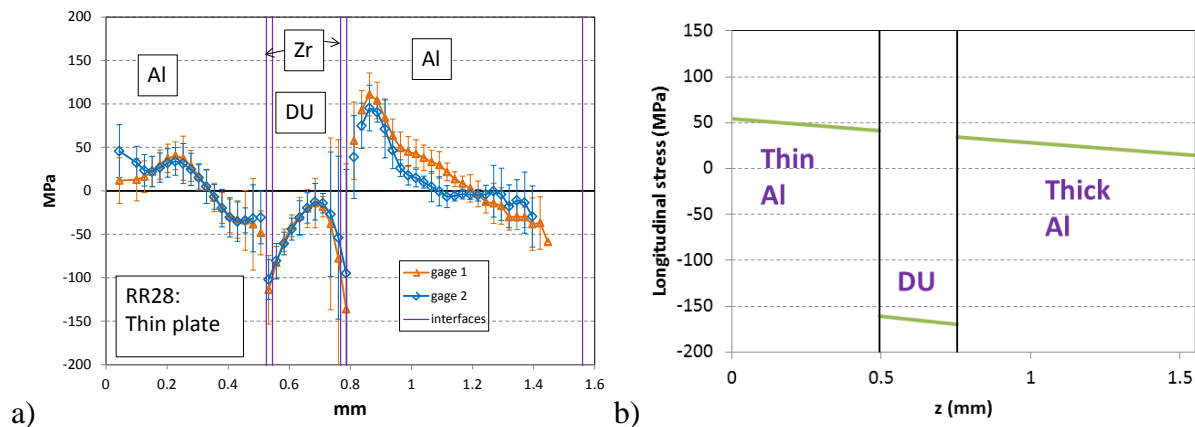 200
150
100
50
0
-50
-100
-150
-200
MPa
0
0.2
0.4
0.6
0.8
1
1.2
1.4
1.6
mm
Al
Zr
DU
Al
gage 1
gage 2
interfaces
RR28:
Thin plate
a)
150
100
50
0
-50
-100
-150
-200
Longitudinal stress (MPa)
0
0.5
1
1.5
z (mm)
Thin
Al
DU
Thick
Al
b)